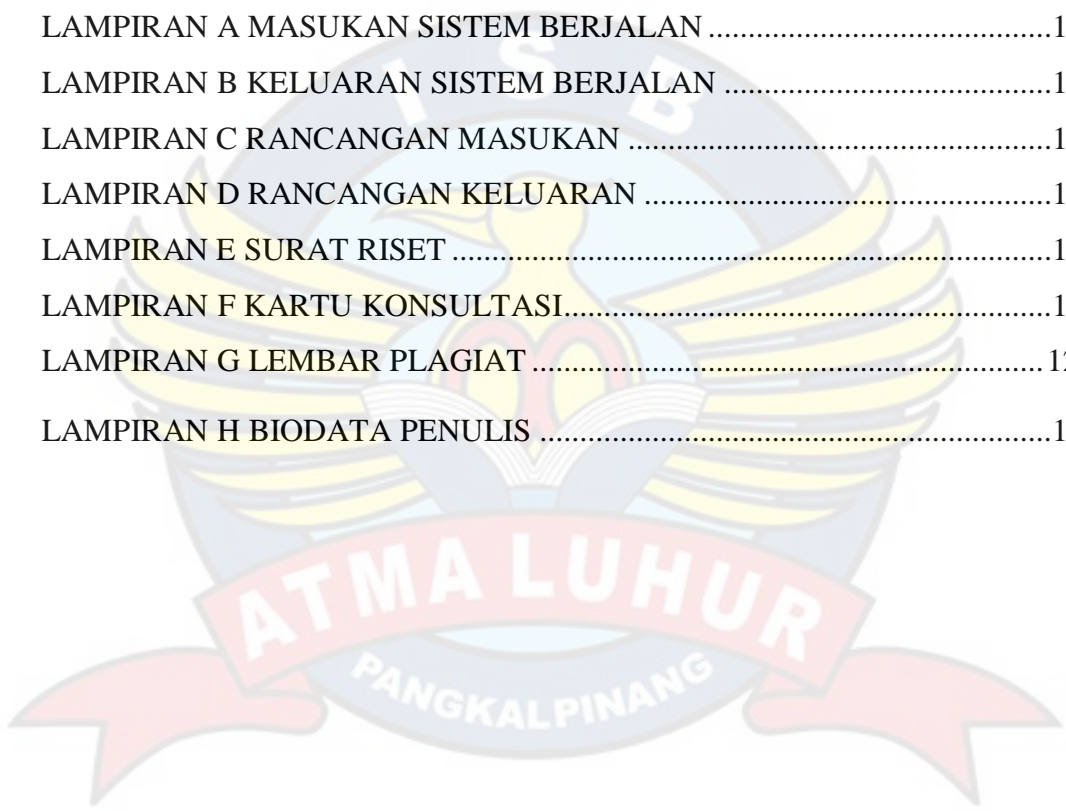 LAMPIRAN A MASUKAN SISTEM BERJALAN ............................................1
LAMPIRAN B KELUARAN SISTEM BERJALAN ..........................................1
LAMPIRAN C RANCANGAN MASUKAN ......................................................1
LAMPIRAN D RANCANGAN KELUARAN ....................................................1
LAMPIRAN E SURAT RISET .............................................................................1
LAMPIRAN F KARTU KONSULTASI..............................................................1
LAMPIRAN G LEMBAR PLAGIAT ..................................................................12
LAMPIRAN H BIODATA PENULIS .................................................................1
I S B
ATMA LUHUR
PANGKALPINANG